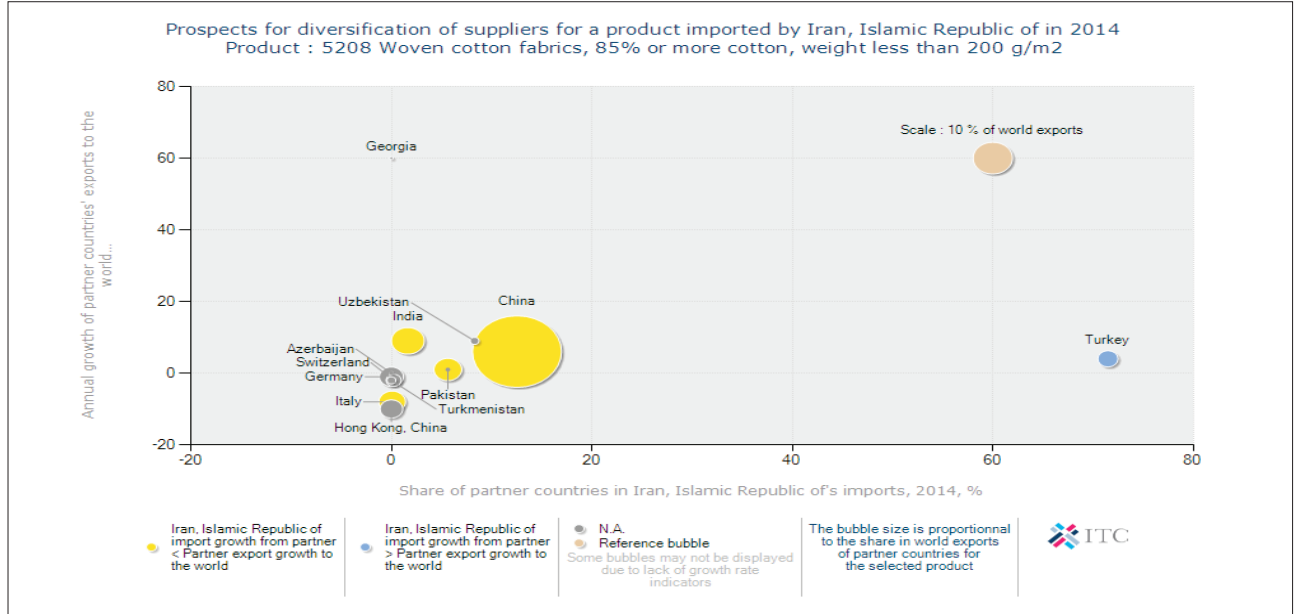 Prospects for diversification of suppliers for a product imported by Iran, Islamic Republic of in 2014
Product : 5208 Woven cotton fabrics, 85% or more cotton, weight less than 200 g/m2
Annual growth of partner countries' exports to the
world...
80
60
40
20
0
-20
Georgia
Scale : 10 % of world exports
Uzbekistan
China
India
Turkey
Azerbaijan
Switzerland
Germany
Pakistan
Italy
Turkmenistan
Hong Kong, China
-20
0
20
40
60
80
Share of partner countries in Iran, Islamic Republic of's imports, 2014, %
Iran, Islamic Republic of
import growth from partner
< Partner export growth to
the world
Iran, Islamic Republic of
import growth from partner
> Partner export growth to
the world
N.A.
Reference bubble
Some bubbles may not be displayed
due to lack of growth rate
indicators
The bubble size is proportionnal
to the share in world exports
of partner countries for
the selected product
ITC